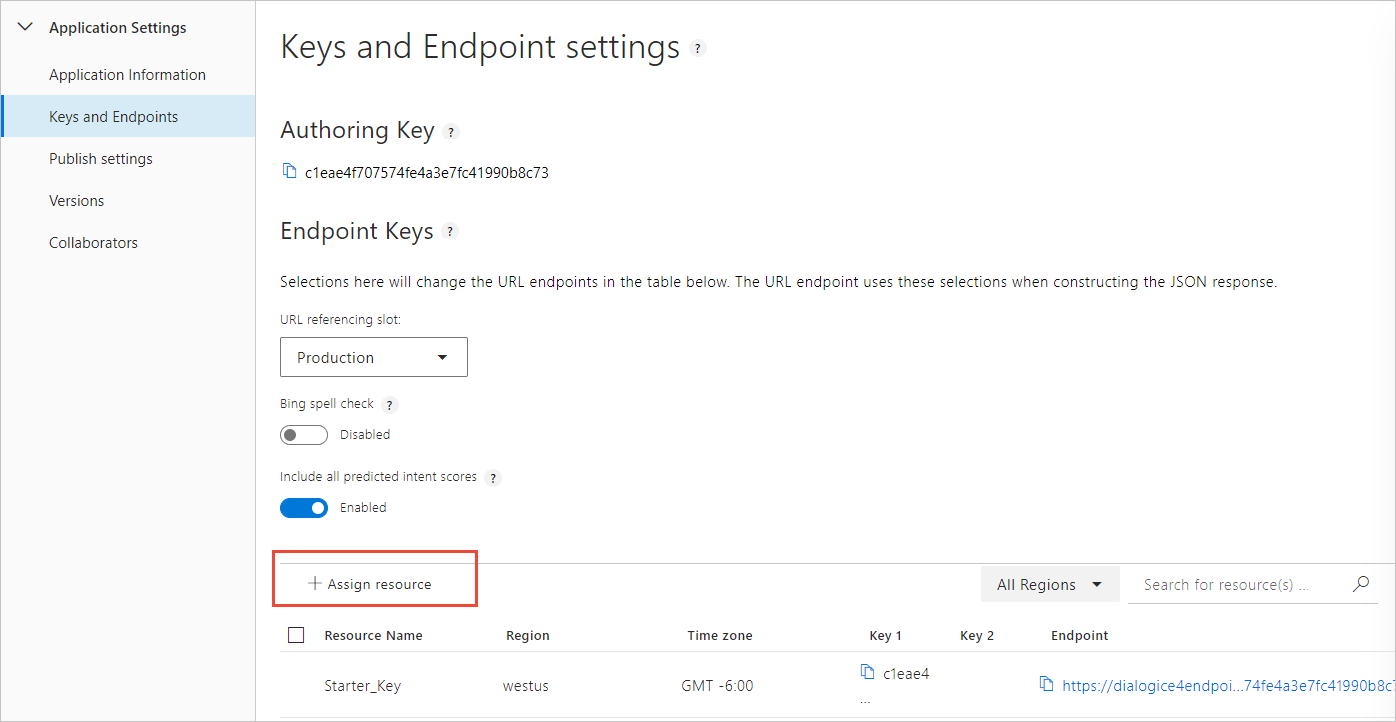 Application Settings
Application Information
Keys and Endpoints
Publish settings
Versions
Collaborators
Keys and Endpoint settings ?
Authoring Key ?
c1eae4f707574fe4a3e7fc41990b8c73
Endpoint Keys ?
Selections here will change the URL endpoints in the table below. The URL endpoint uses these selections when constructing the JSON response.
URL referencing slot:
Production
Bing spell check ?
Disabled
Include all predicted intent scores ?
Enabled
+ Assign resource
All Regions
Search for resource(s) ...
Resource Name Region Time zone Key 1 Key 2 Endpoint
Starter_Key westus GMT -6:00 c1eae4 ... https://dialogice4endpoi...74fe4a3e7fc41990b8c7